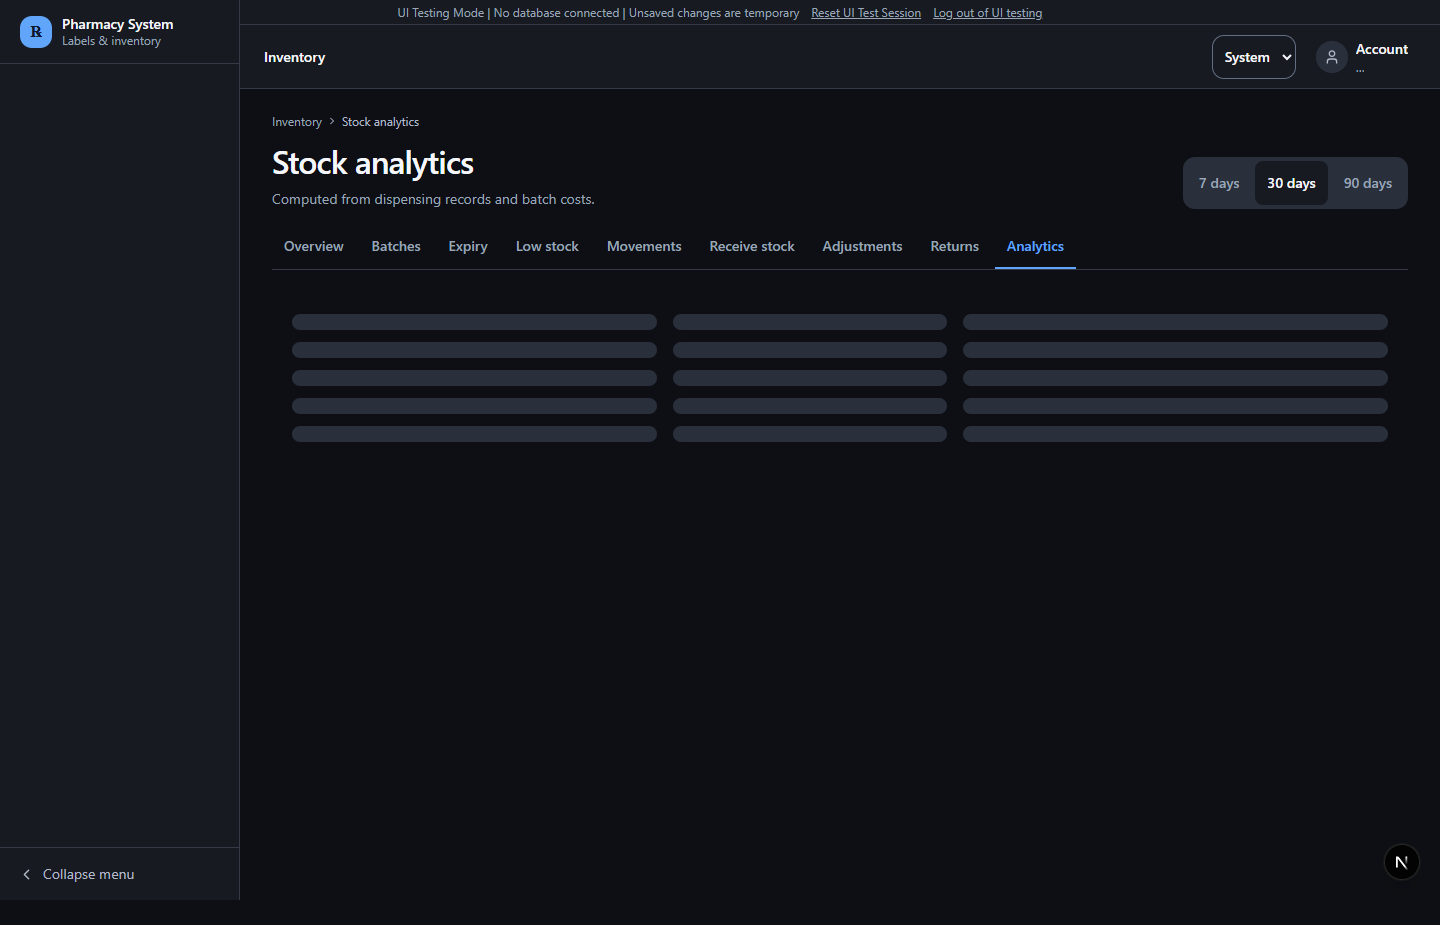 ℞
Pharmacy System
Labels & inventory
UI Testing Mode | No database connected | Unsaved changes are temporary Reset UI Test Session Log out of UI testing
Inventory
System
Account
...
Inventory > Stock analytics
Stock analytics
Computed from dispensing records and batch costs.
7 days 30 days 90 days
Overview Batches Expiry Low stock Movements Receive stock Adjustments Returns Analytics
Collapse menu
N